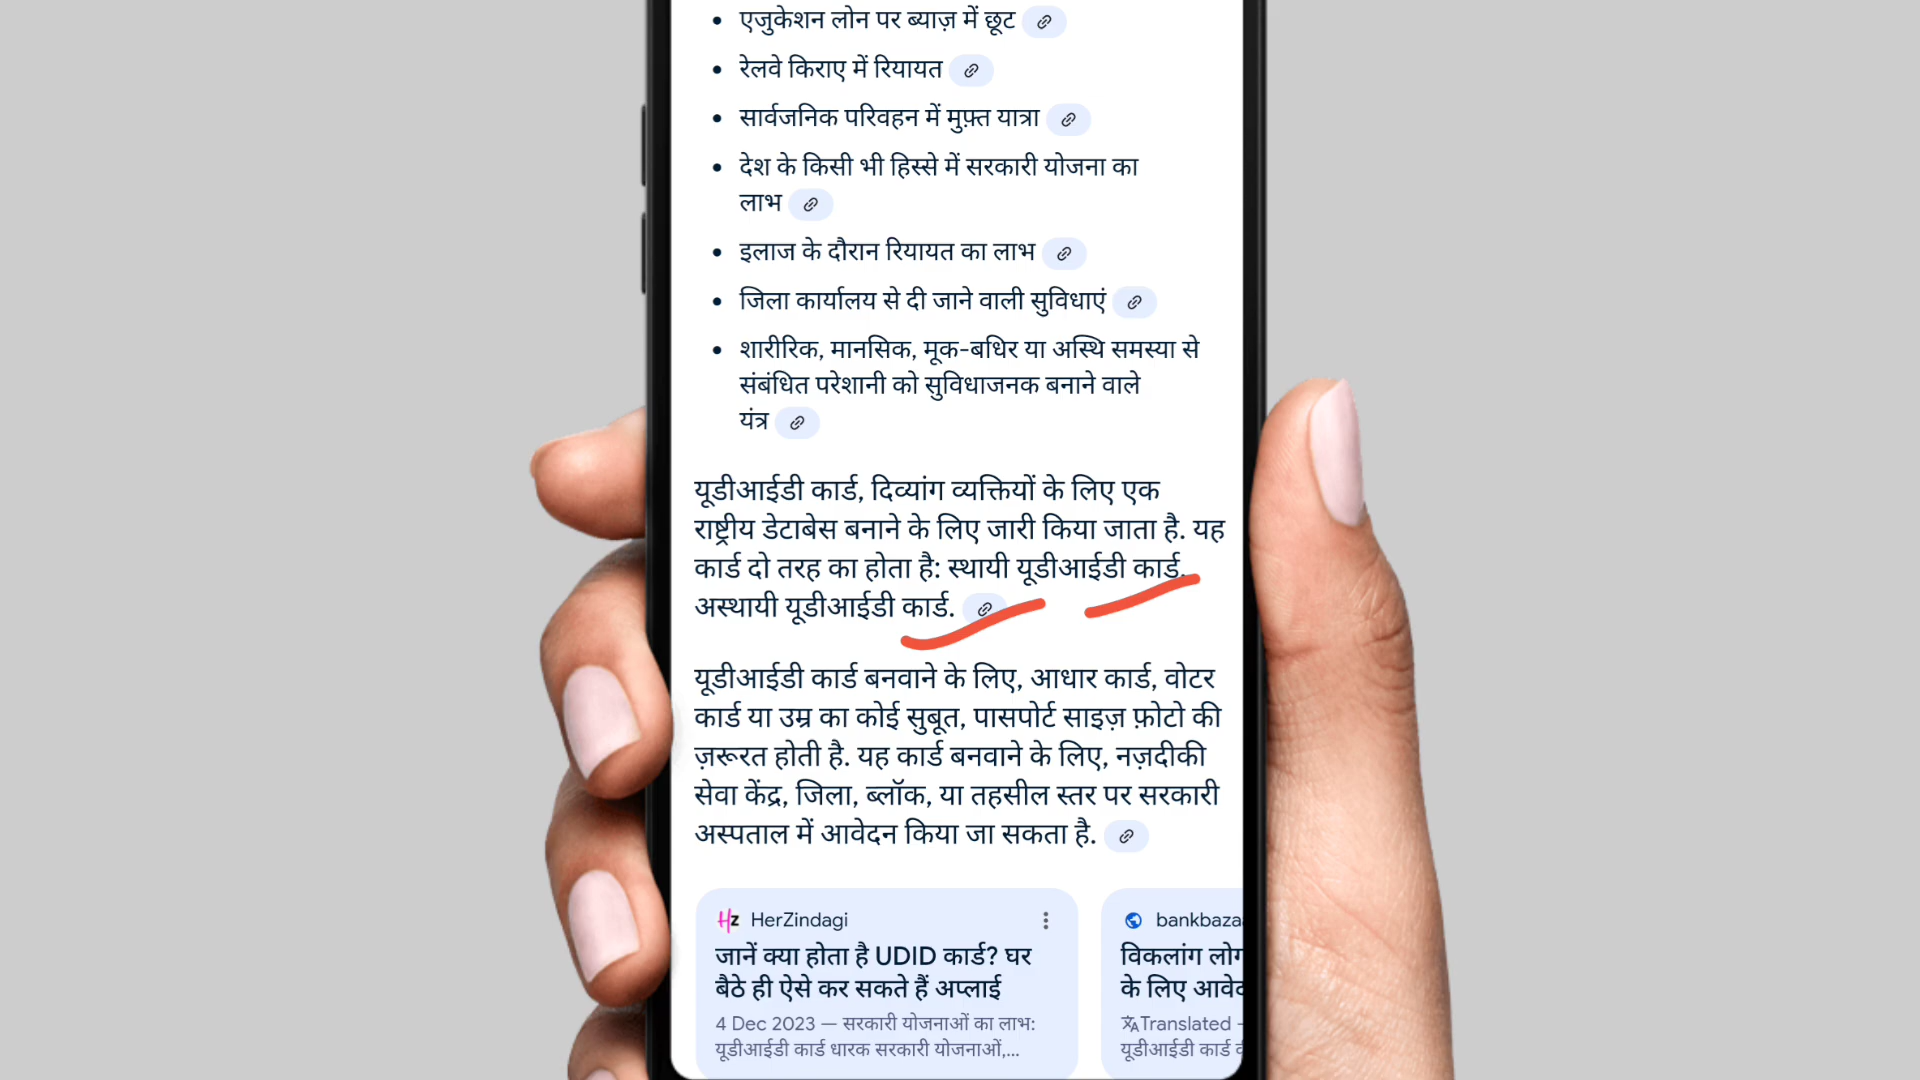 • एजुकेशन लोन पर ब्याज़ में छूट
• रेलवे किराए में रियायत
• सार्वजनिक परिवहन में मुफ़्त यात्रा
• देश के किसी भी हिस्से में सरकारी योजना का
लाभ
• इलाज के दौरान रियायत का लाभ
• जिला कार्यालय से दी जाने वाली सुविधाएं
• शारीरिक, मानसिक, मूक-बधिर या अस्थि समस्या से
संबंधित परेशानी को सुविधाजनक बनाने वाले
यंत्र
यूडीआईडी कार्ड, दिव्यांग व्यक्तियों के लिए एक
राष्ट्रीय डेटाबेस बनाने के लिए जारी किया जाता है. यह
कार्ड दो तरह का होता है: स्थायी यूडीआईडी कार्ड,
अस्थायी यूडीआईडी कार्ड.
यूडीआईडी कार्ड बनवाने के लिए, आधार कार्ड, वोटर
कार्ड या उम्र का कोई सुबूत, पासपोर्ट साइज़ फ़ोटो की
ज़रूरत होती है. यह कार्ड बनवाने के लिए, नज़दीकी
सेवा केंद्र, जिला, ब्लॉक, या तहसील स्तर पर सरकारी
अस्पताल में आवेदन किया जा सकता है.
Hz HerZindagi
जानें क्या होता है UDID कार्ड? घर
बैठे ही ऐसे कर सकते हैं अप्लाई
4 Dec 2023 — सरकारी योजनाओं का लाभ:
यूडीआईडी कार्ड धारक सरकारी योजनाओं,...
bankbaza
विकलांग
के लिए
Translated -
यूडीआईडी कार्ड